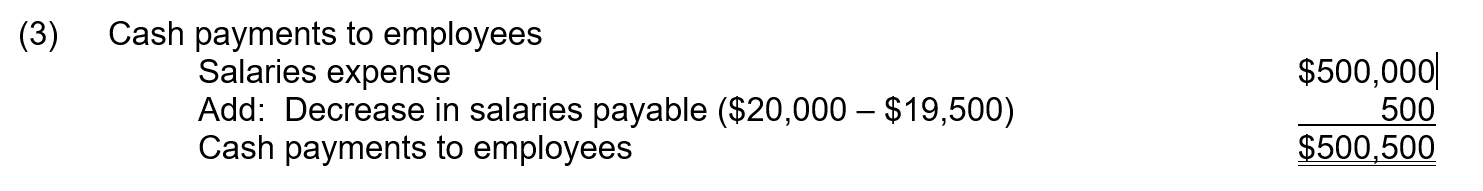 (3) Cash payments to employees
Salaries expense $500,000
Add: Decrease in salaries payable ($20,000 – $19,500) 500
Cash payments to employees $500,500